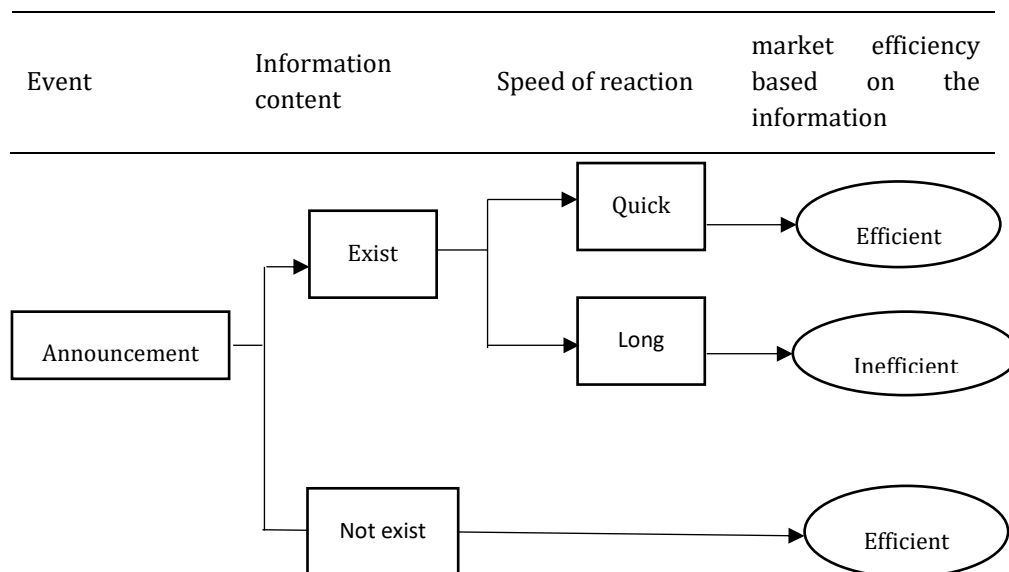 Event
Information
content
Speed of reaction
market efficiency
based on the
information
Quick
Efficient
Exist
Long
Announcement
Inefficient
Not exist
Efficient